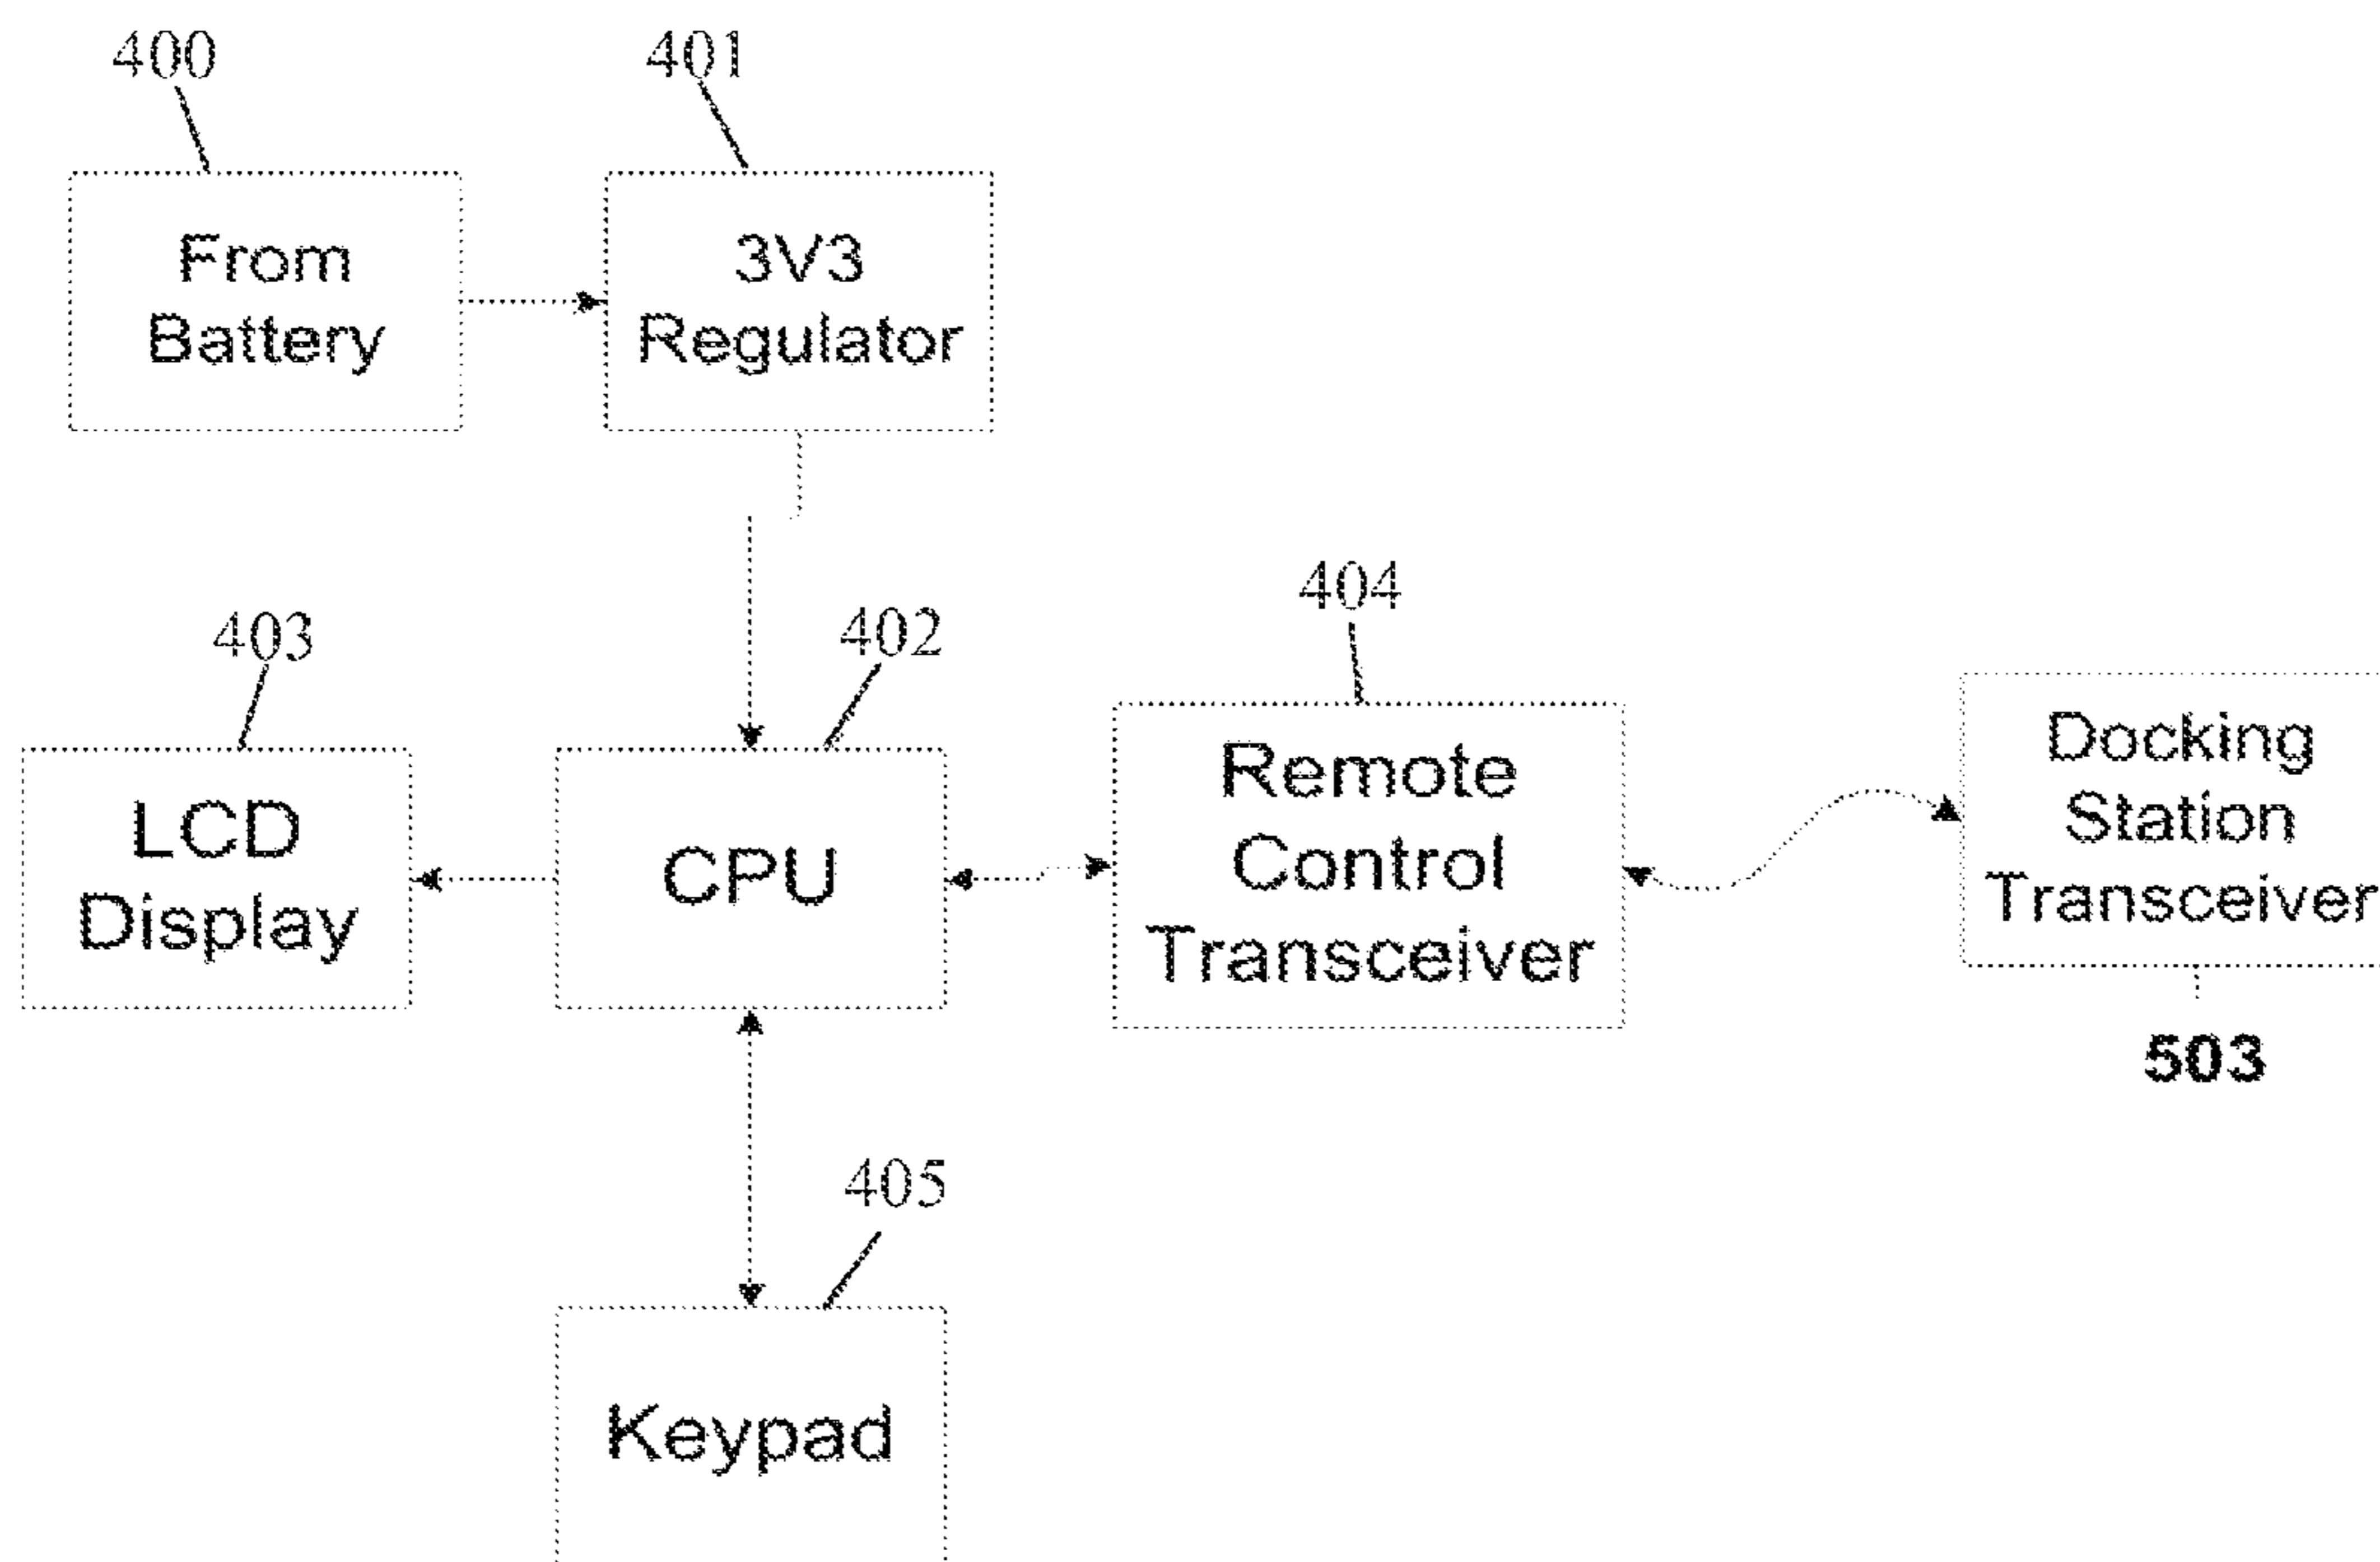 400
401
From
Battery
3V3
Regulator
404
403
402
Docking
Station
Transceiver
Remote
Control
Transceiver
LCD
Display
CPU
503
405
Keypad